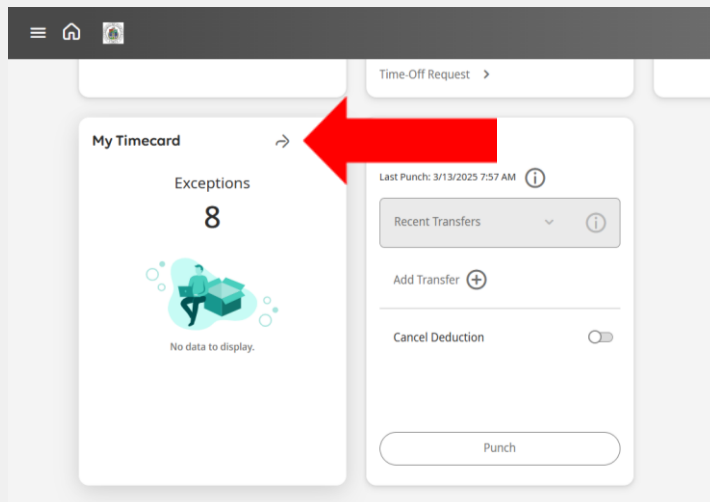 Time-Off Request
My Timecard
Exceptions
8
No data to display.
Last Punch: 3/13/2025 7:57 AM
Recent Transfers
Add Transfer
Cancel Deduction
Punch